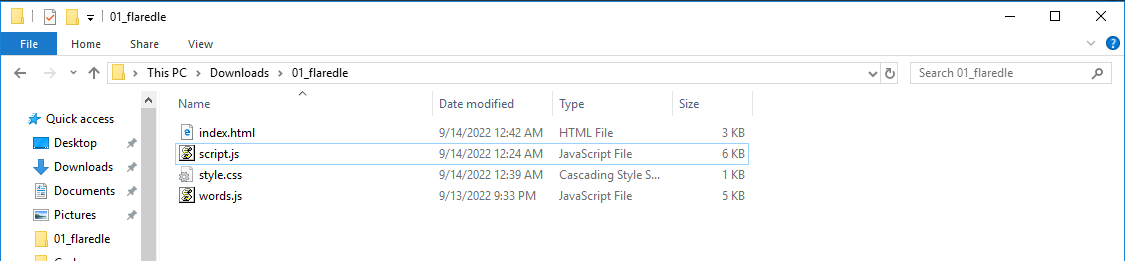 01_flaredle
File Home Share View
This PC Downloads 01_flaredle Search 01_flaredle
Name Date modified Type Size
Quick access
index.html 9/14/2022 12:42 AM HTML File 3 KB
Desktop
script.js 9/14/2022 12:24 AM JavaScript File 6 KB
Downloads
style.css 9/14/2022 12:39 AM Cascading Style S... 1 KB
Documents
words.js 9/13/2022 9:33 PM JavaScript File 5 KB
Pictures
01_flaredle